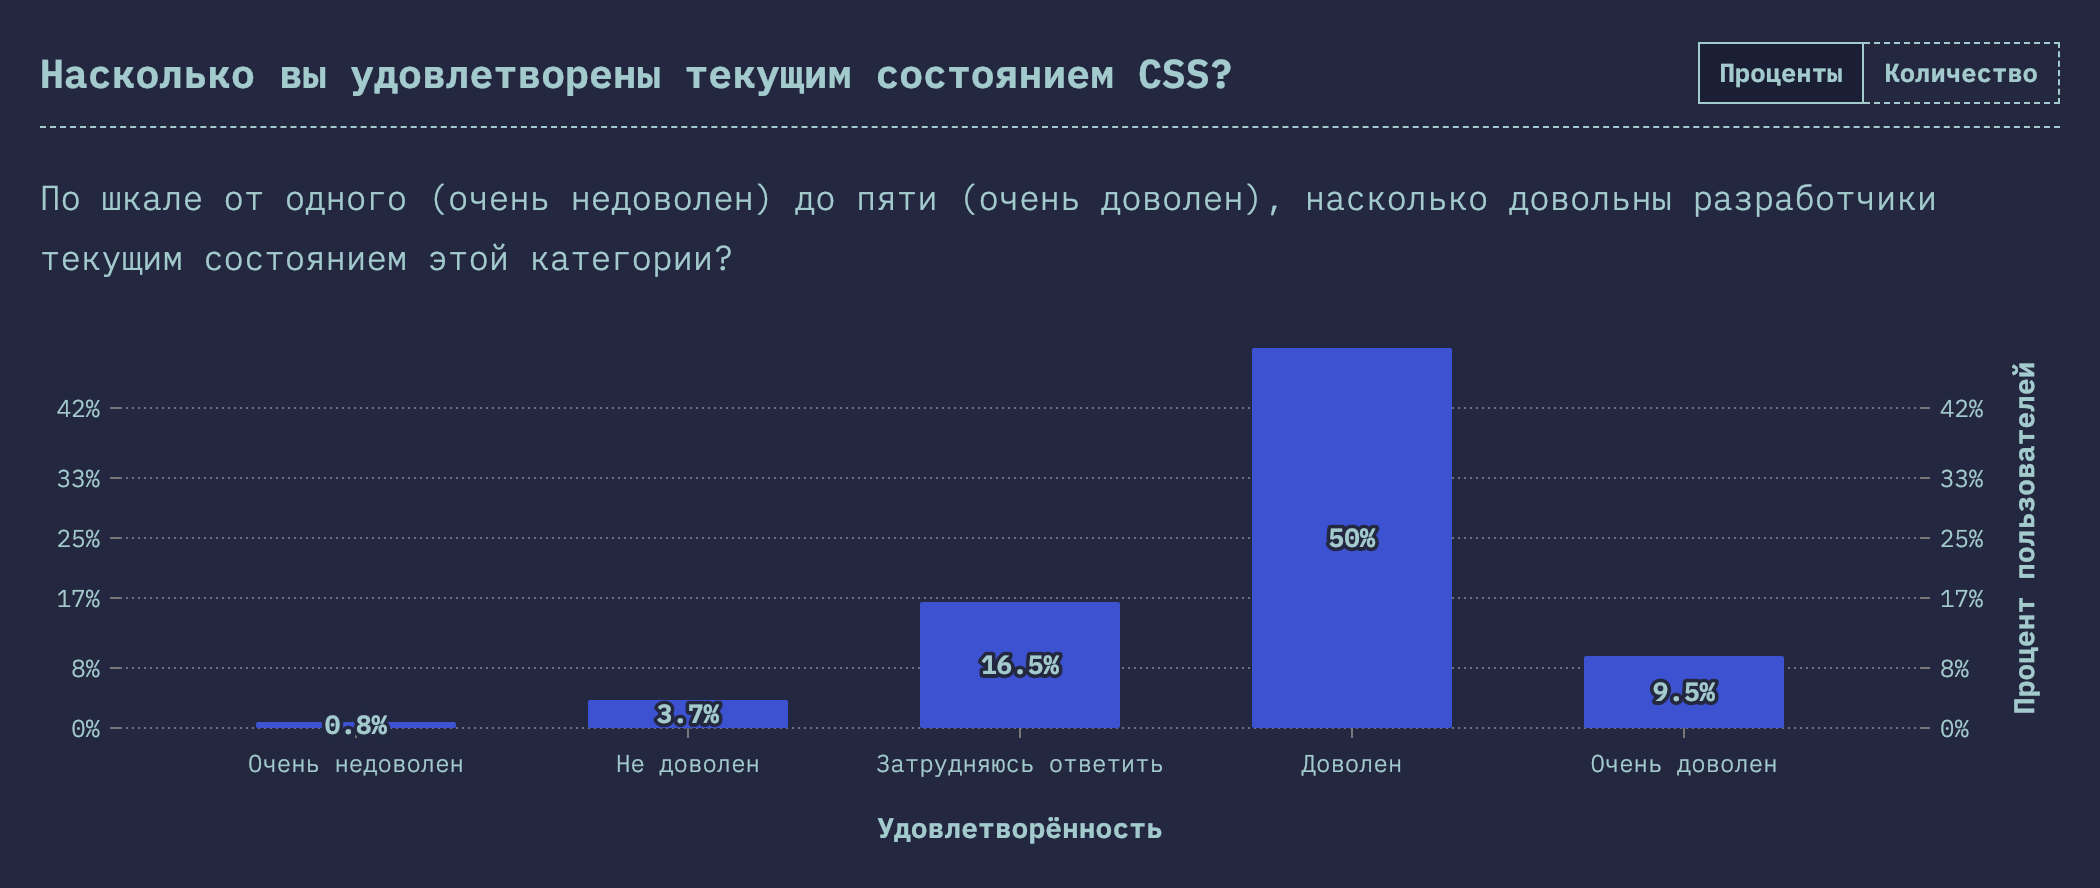 Насколько вы удовлетворены текущим состоянием CSS?
Проценты Количество
По шкале от одного (очень недоволен) до пяти (очень доволен), насколько довольны разработчики
текущим состоянием этой категории?
42% 42%
33% 33%
25% 50% 25%
17% 17%
8% 16.5% 8%
9.5%
3.7%
0% 0.8% 0%
Очень недоволен Не доволен Затрудняюсь ответить Доволен Очень доволен
Удовлетворённость
Процент пользователей